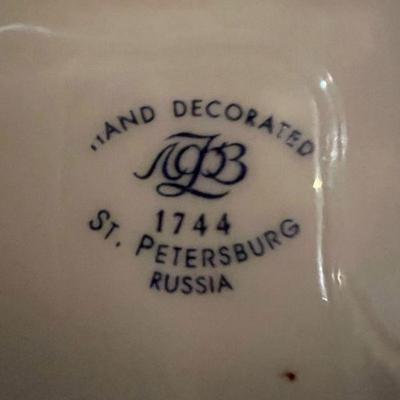 HAND DECORATED
ЛФЗ
1744
ST. PETERSBURG
RUSSIA